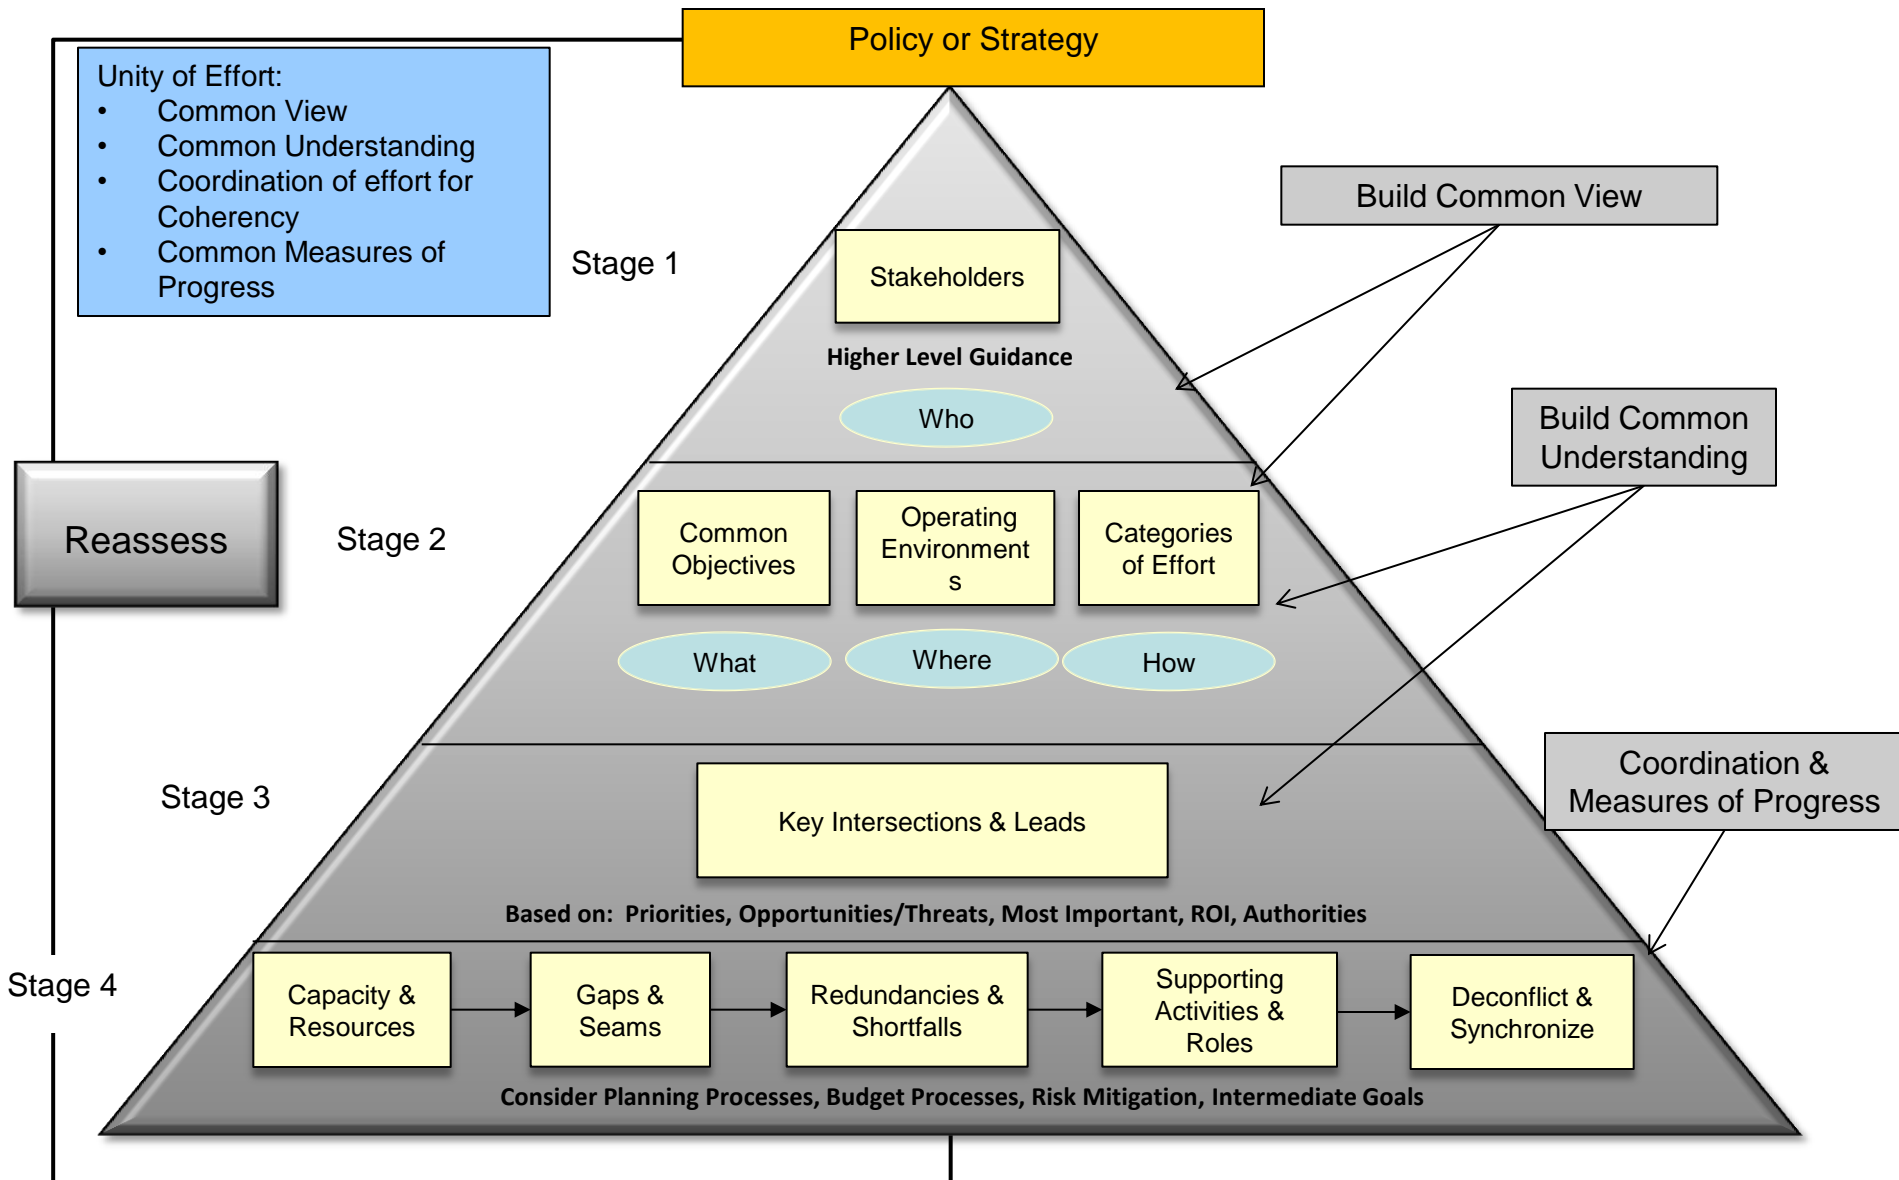 Policy or Strategy
Unity of Effort:
• Common View
• Common Understanding
• Coordination of effort for
Coherency
• Common Measures of
Progress
Build Common View
Stage 1
Stakeholders
Higher Level Guidance
Who
Build Common
Understanding
Reassess
Stage 2
Common
Objectives
Operating
Environment
s
Categories
of Effort
What
Where
How
Stage 3
Key Intersections & Leads
Coordination &
Measures of Progress
Based on: Priorities, Opportunities/Threats, Most Important, ROI, Authorities
Stage 4
Capacity &
Resources
Gaps &
Seams
Redundancies &
Shortfalls
Supporting
Activities &
Roles
Deconflict &
Synchronize
Consider Planning Processes, Budget Processes, Risk Mitigation, Intermediate Goals